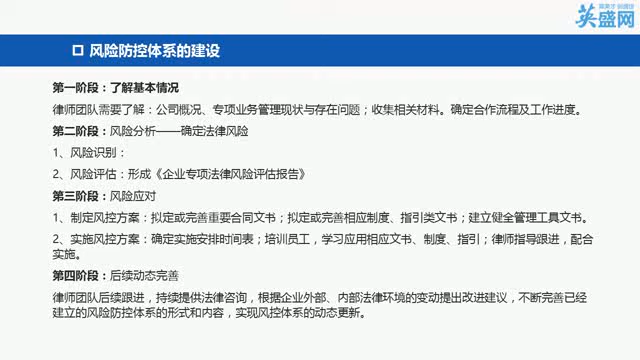 英盛网
风险防控体系的建设
第一阶段：了解基本情况
律师团队需要了解：公司概况、专项业务管理现状与存在问题；收集相关材料。确定合作流程及工作进度。
第二阶段：风险分析——确定法律风险
1、风险识别：
2、风险评估：形成《企业专项法律风险评估报告》
第三阶段：风险应对
1、制定风控方案：拟定或完善重要合同文书；拟定或完善相应制度、指引类文书；建立健全管理工具文书。
2、实施风控方案：确定实施安排时间表；培训员工，学习应用相应文书、制度、指引；律师指导跟进，配合
实施。
第四阶段：后续动态完善
律师团队后续跟进，持续提供法律咨询，根据企业外部、内部法律环境的变动提出改进建议，不断完善已经
建立的风险防控体系的形式和内容，实现风控体系的动态更新。